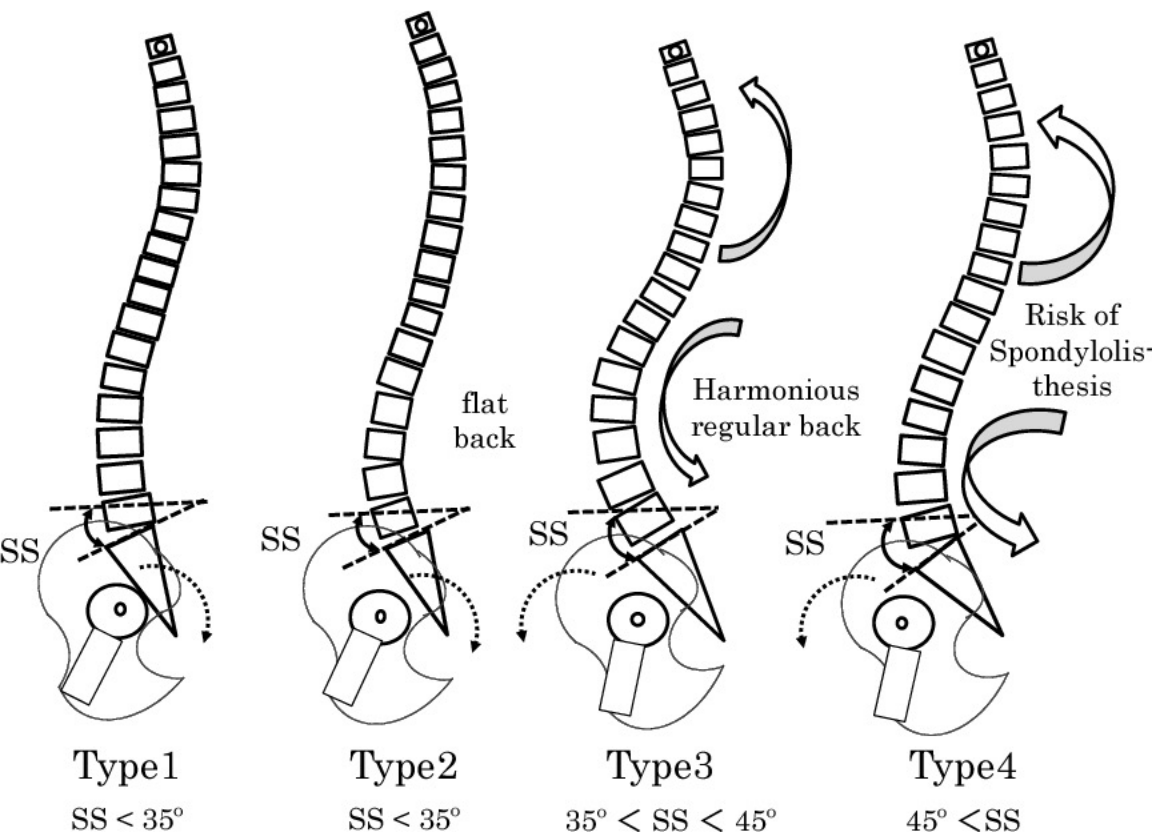 flat
back
Harmonious
regular back
Risk of
Spondylolis-
thesis
SS
SS
SS
SS
Type1
Type2
Type3
Type4
SS < 35°
SS < 35°
35° < SS < 45°
45° <SS